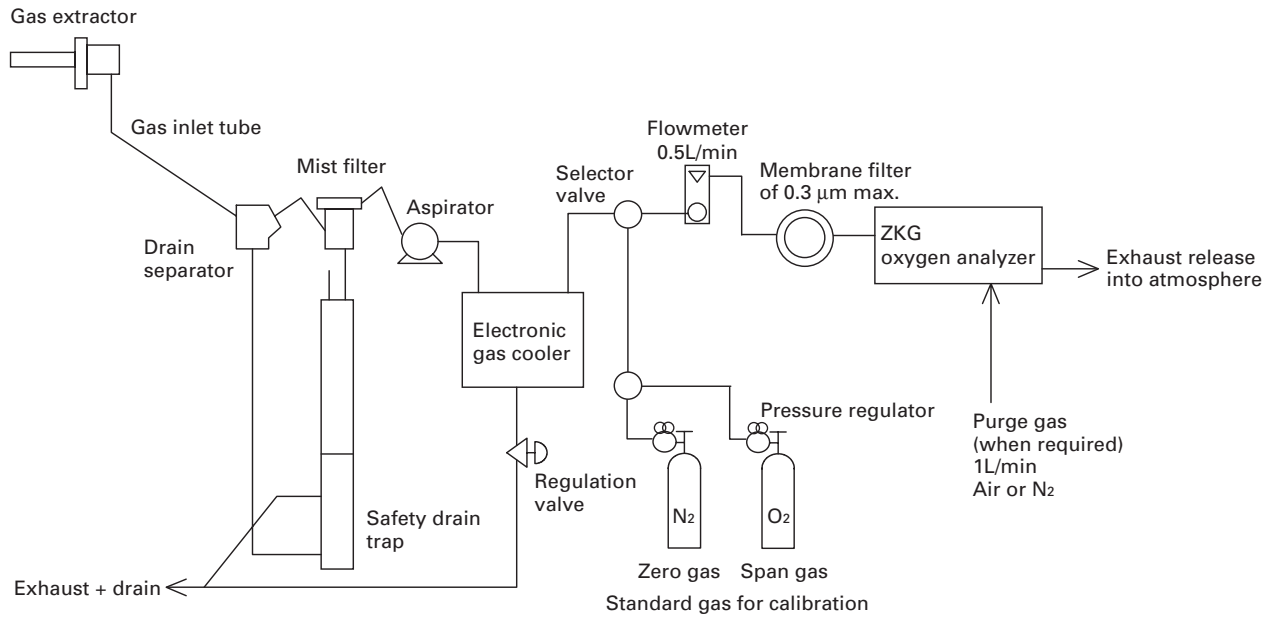 Gas extractor
Gas inlet tube
Mist filter
Drain
separator
Aspirator
Selector
valve
Flowmeter
0.5L/min
Membrane filter
of 0.3 μm max.
ZKG
oxygen analyzer
Exhaust release
into atmosphere
Electronic
gas cooler
Pressure regulator
Purge gas
(when required)
1L/min
Air or N₂
Regulation
valve
Safety drain
trap
N₂
O₂
Exhaust + drain
Zero gas
Span gas
Standard gas for calibration